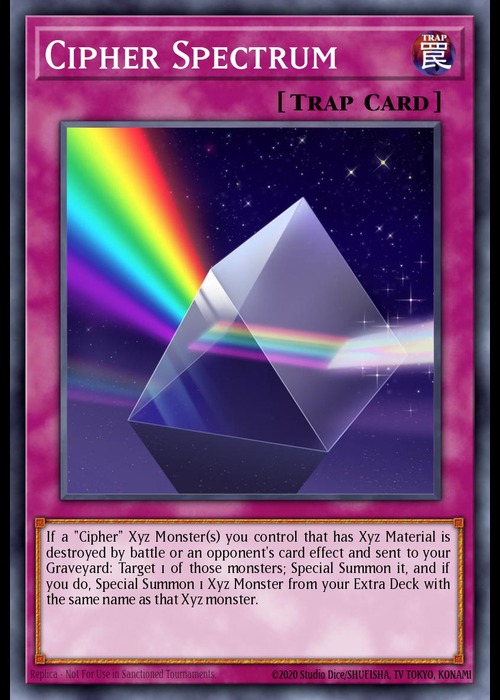 CIPHER SPECTRUM
TRAP
罠
[TRAP CARD]
If a "Cipher" Xyz Monster(s) you control that has Xyz Material is
destroyed by battle or an opponent's card effect and sent to your
Graveyard: Target 1 of those monsters; Special Summon it, and if
you do, Special Summon 1 Xyz Monster from your Extra Deck with
the same name as that Xyz monster.
Replica - Not For Use in Sanctioned Tournaments.
©2020 Studio Dice/SHUEISHA, TV TOKYO, KONAMI